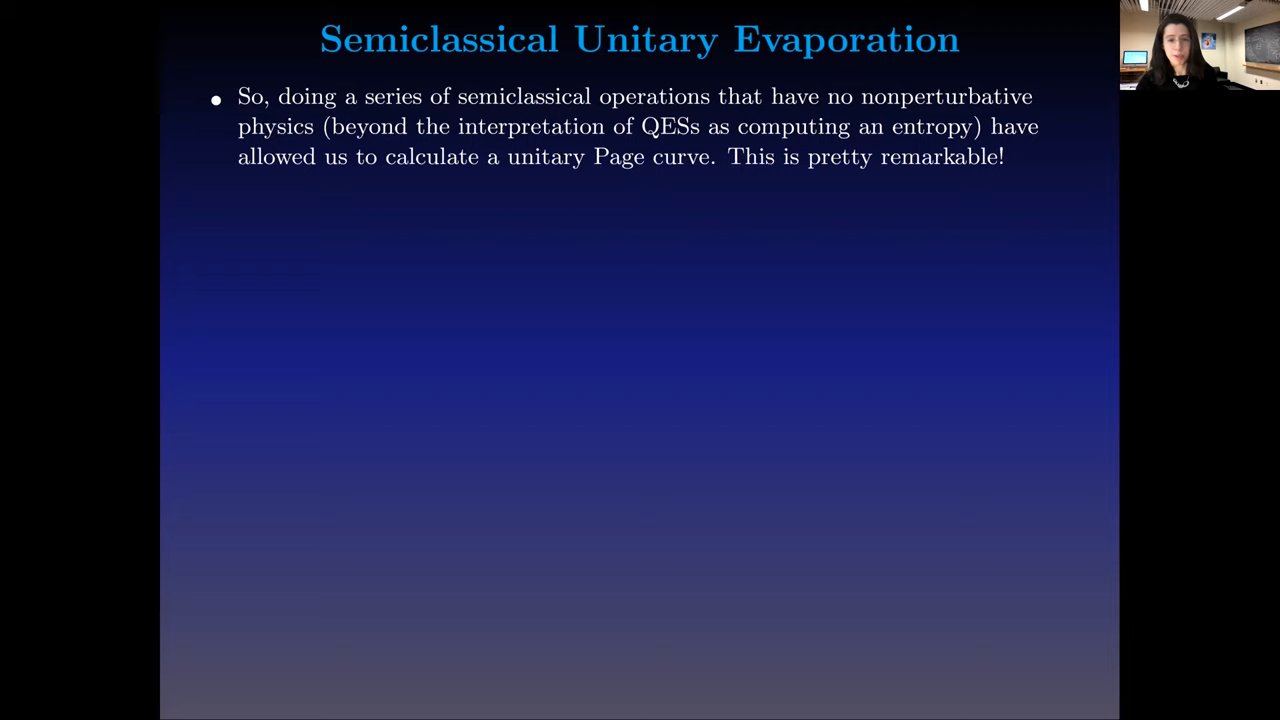 Semiclassical Unitary Evaporation
• So, doing a series of semiclassical operations that have no nonperturbative
physics (beyond the interpretation of QESs as computing an entropy) have
allowed us to calculate a unitary Page curve. This is pretty remarkable!